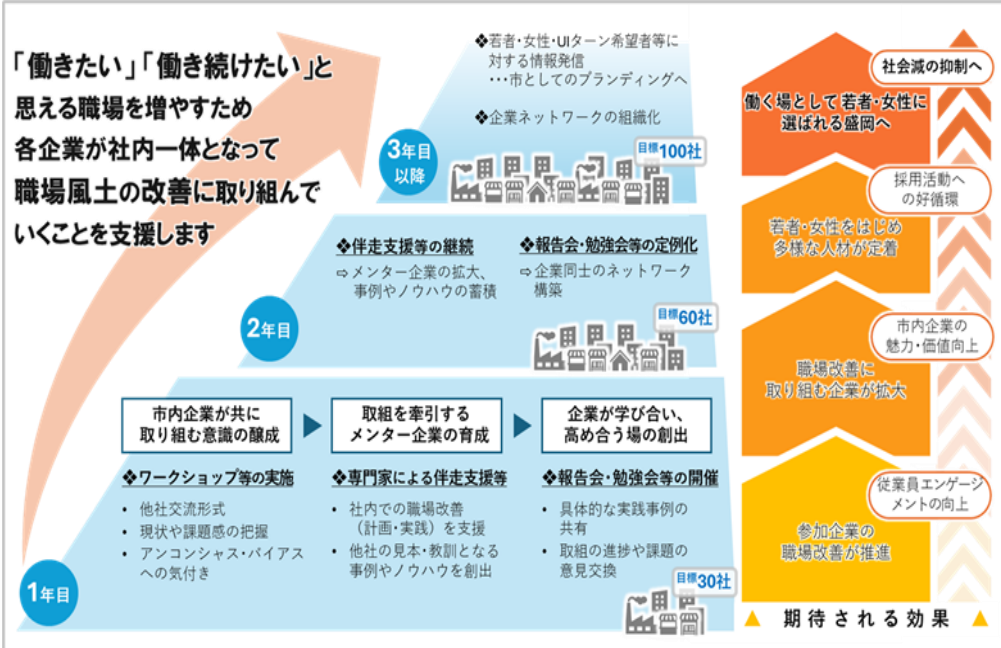 「働きたい」「働き続けたい」と
思える職場を増やすため
各企業が社内一体となって
職場風土の改善に取り組んで
いくことを支援します
❖若者・女性・UIターン希望者等に
対する情報発信
・・・市としてのブランディングへ
❖企業ネットワークの組織化
3年目
以降
目標100社
❖伴走支援等の継続
⇨メンター企業の拡大、
事例やノウハウの蓄積
❖報告会・勉強会等の定例化
⇨企業同士のネットワーク
構築
2年目
目標60社
市内企業が共に
取り組む意識の醸成
取組を牽引する
メンター企業の育成
企業が学び合い、
高め合う場の創出
❖ワークショップ等の実施
• 他社交流形式
• 現状や課題感の把握
• アンコンシャス・バイアス
への気付き
❖専門家による伴走支援等
• 社内での職場改善
（計画・実践）を支援
• 他社の見本・教訓となる
事例やノウハウを創出
❖報告会・勉強会等の開催
• 具体的な実践事例の
共有
• 取組の進捗や課題の
意見交換
1年目
目標30社
社会減の抑制へ
働く場として若者・女性に
選ばれる盛岡へ
採用活動へ
の好循環
若者・女性をはじめ
多様な人材が定着
市内企業の
魅力・価値向上
職場改善に
取り組む企業が拡大
従業員エンゲージ
メントの向上
参加企業の
職場改善が推進
▲ 期待される効果 ▲